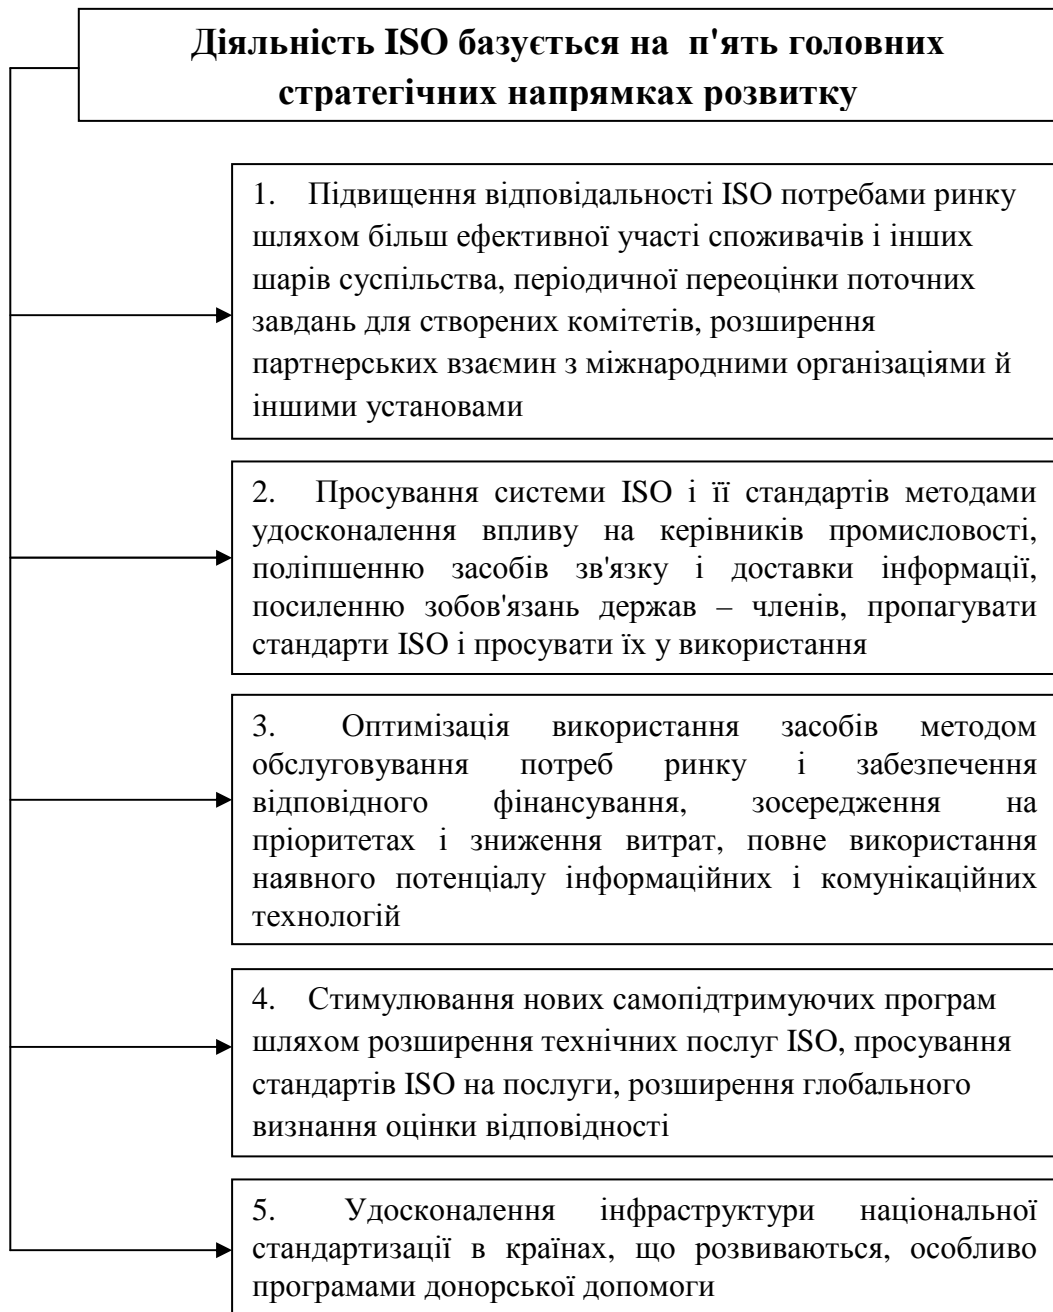 Діяльність ISO базується на п'ять головних
стратегічних напрямках розвитку
1. Підвищення відповідальності ISO потребами ринку
шляхом більш ефективної участі споживачів і інших
шарів суспільства, періодичної переоцінки поточних
завдань для створених комітетів, розширення
партнерських взаємин з міжнародними організаціями й
іншими установами
2. Просування системи ISO і її стандартів методами
удосконалення впливу на керівників промисловості,
поліпшенню засобів зв'язку і доставки інформації,
посиленню зобов'язань держав – членів, пропагувати
стандарти ISO і просувати їх у використання
3. Оптимізація використання засобів методом
обслуговування потреб ринку і забезпечення
відповідного фінансування, зосередження на
пріоритетах і зниження витрат, повне використання
наявного потенціалу інформаційних і комунікаційних
технологій
4. Стимулювання нових самопідтримуючих програм
шляхом розширення технічних послуг ISO, просування
стандартів ISO на послуги, розширення глобального
визнання оцінки відповідності
5. Удосконалення інфраструктури національної
стандартизації в країнах, що розвиваються, особливо
програмами донорської допомоги